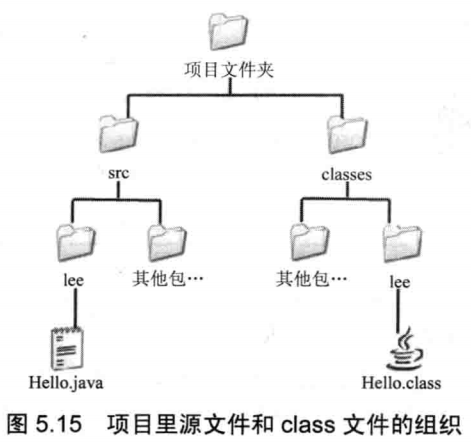 项目文件夹
src
classes
lee
其他包…
其他包…
lee
Hello.java
Hello.class
图 5.15 项目里源文件和 class 文件的组织